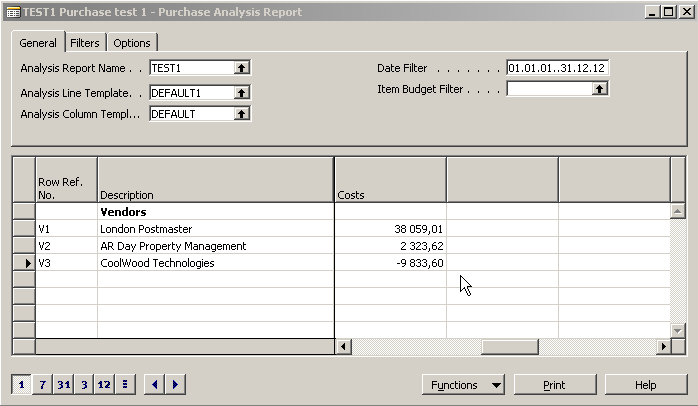 TEST1 Purchase test 1 - Purchase Analysis Report
General Filters Options
Analysis Report Name . . TEST1
Date Filter . . . . . . . 01.01.01..31.12.12
Analysis Line Template. . DEFAULT1
Item Budget Filter . . . .
Analysis Column Templ... DEFAULT
Row Ref. No. Description Costs
Vendors
V1 London Postmaster 38 059,01
V2 AR Day Property Management 2 323,62
V3 CoolWood Technologies -9 833,60
1 7 31 3 12 Functions Print Help